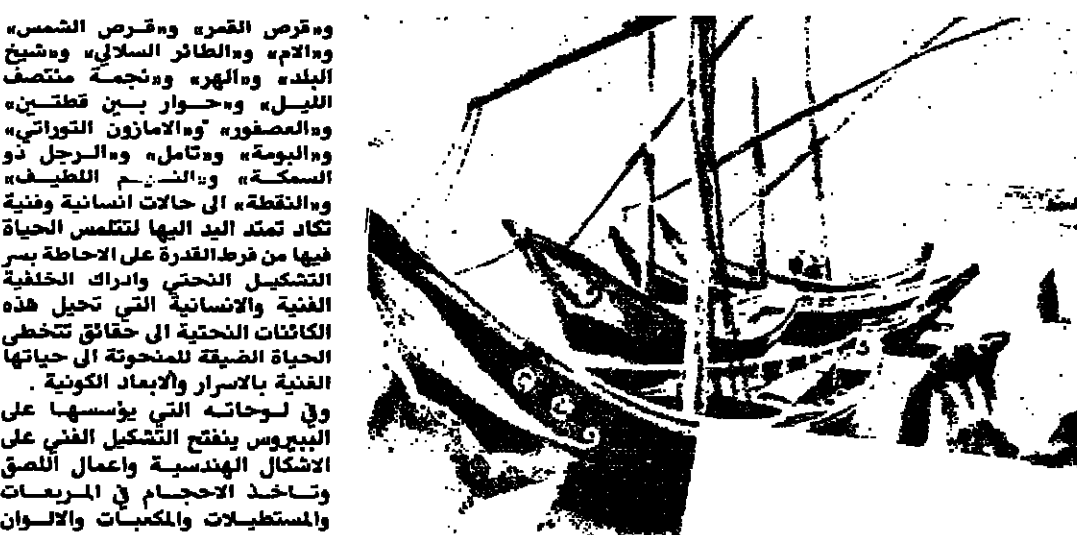 و«قرص القمر» و«قرص الشمس»
و«الام» و«الطائر السلالي» و«شيخ
البلد» و«الهر» و«نجمة منتصف
الليل» و«حوار بين قطتين»
و«العصفور» و«الامازون التوراتي»
و«البومة» و«تامل» و«الرجل ذو
السمكة» و«النسيم اللطيف»
و«النقطة» الى حالات انسانية وفنية
تكاد تمتد اليد اليها لتتلمس الحياة
فيها من فرط القدرة على الاحاطة بسر
التشكيل النحتي وادراك الخلفية
الفنية والانسانية التي تحيل هذه
الكائنات النحتية الى حقائق تتخطى
الحياة الضيقة للمنحوتة الى حياتها
الغنية بالاسرار والابعاد الكونية .
وفي لوحاته التي يؤسسها على
البيبروس ينفتح التشكيل الفني على
الاشكال الهندسية واعمال اللصق
وتاخذ الاحجام في المربعات
والمستطيلات والمكعبات والالوان